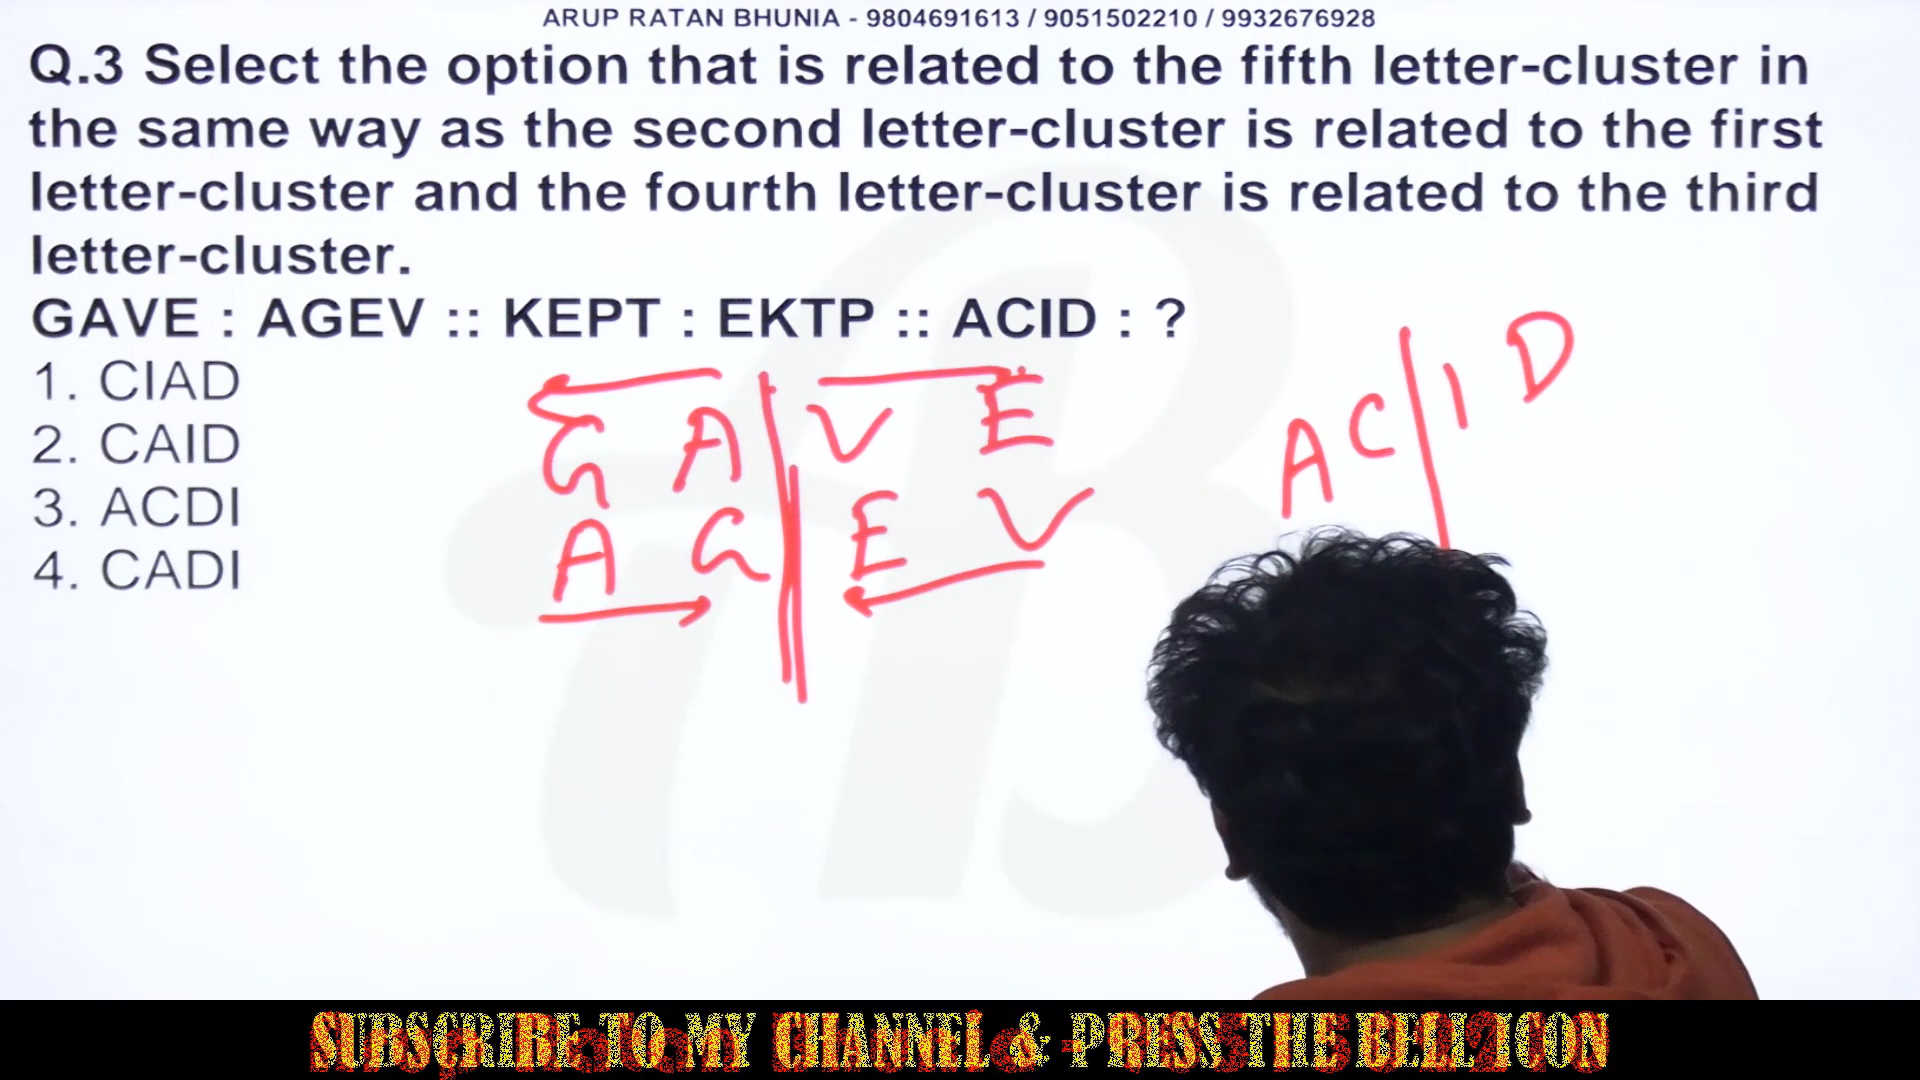 ARUP RATAN BHUNIA - 9804691613 / 9051502210 / 9932676928
Q.3 Select the option that is related to the fifth letter-cluster in
the same way as the second letter-cluster is related to the first
letter-cluster and the fourth letter-cluster is related to the third
letter-cluster.
GAVE : AGEV :: KEPT : EKTP :: ACID : ?
1. CIAD
2. CAID
3. ACDI
4. CADI
G A V E
A G E V
A C I D
SUBSCRIBE TO MY CHANNEL & PRESS THE BELL ICON